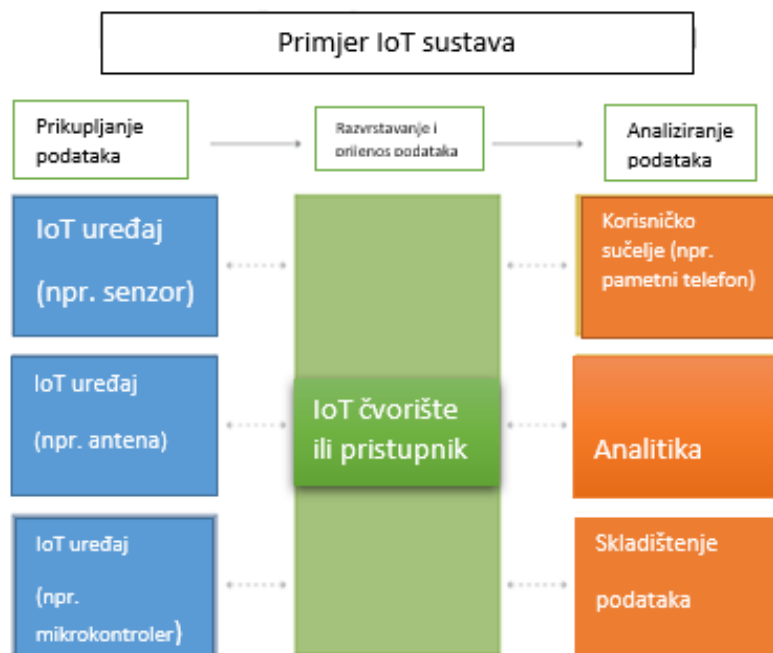 Primjer IoT sustava
Prikupljanje
podataka
Razvrstavanje i
prijenos podataka
Analiziranje
podataka
IoT uređaj
(npr. senzor)
IoT uređaj
(npr. antena)
IoT uređaj
(npr.
mikrokontroler)
IoT čvorište
ili pristupnik
Korisničko
sučelje (npr.
pametni telefon)
Analitika
Skladištenje
podataka